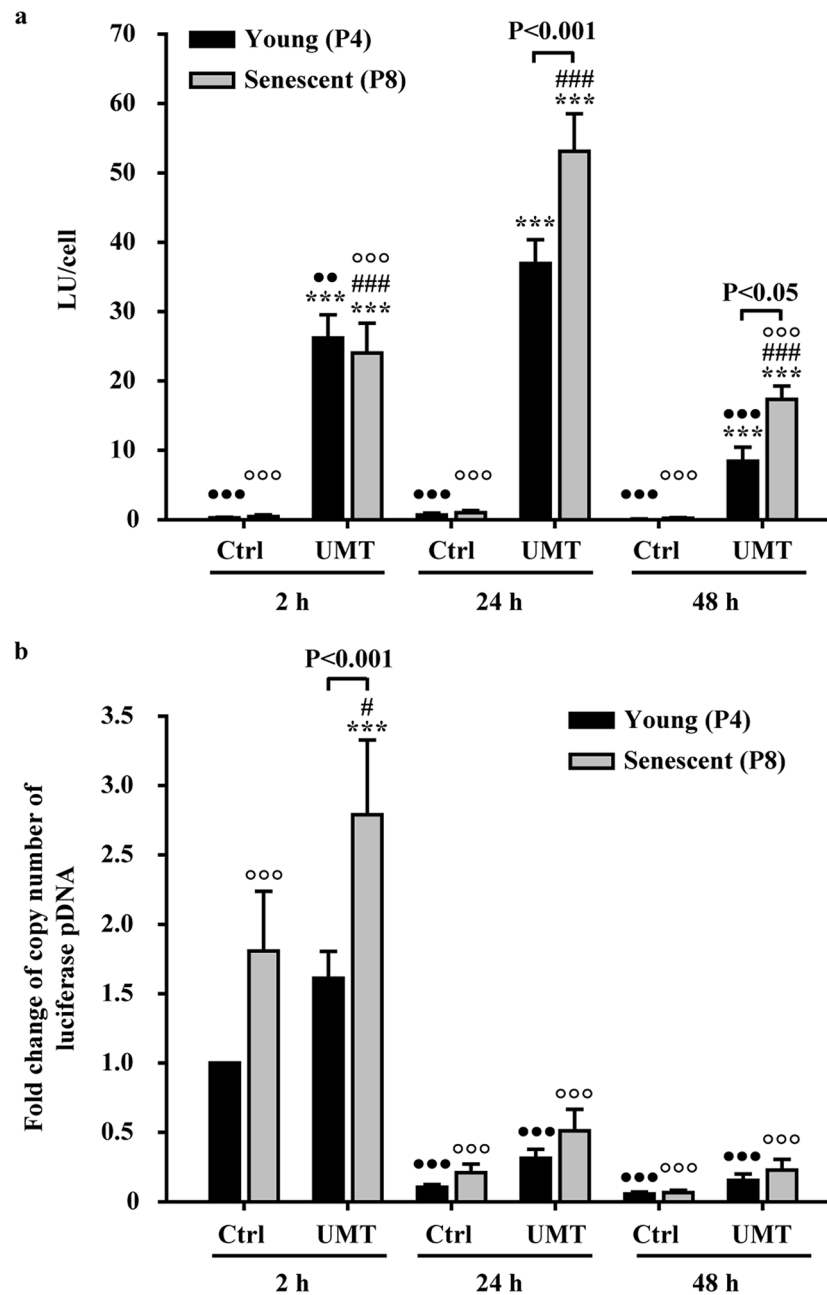 a
70
60
50
40
30
20
10
0
LU/cell
Young (P4)
Senescent (P8)
P<0.001
P<0.05
●●●
○○○
●●
***
○○○
###
***
●●●
○○○
***
###
***
●●●
○○○
●●●
***
○○○
###
***
Ctrl UMT Ctrl UMT Ctrl UMT
2 h 24 h 48 h
b
3.5
3.0
2.5
2.0
1.5
1.0
0.5
0
Fold change of copy number of
luciferase pDNA
P<0.001
Young (P4)
Senescent (P8)
○○○
#
***
●●●
○○○
●●●
○○○
●●●
○○○
●●●
○○○
Ctrl UMT Ctrl UMT Ctrl UMT
2 h 24 h 48 h